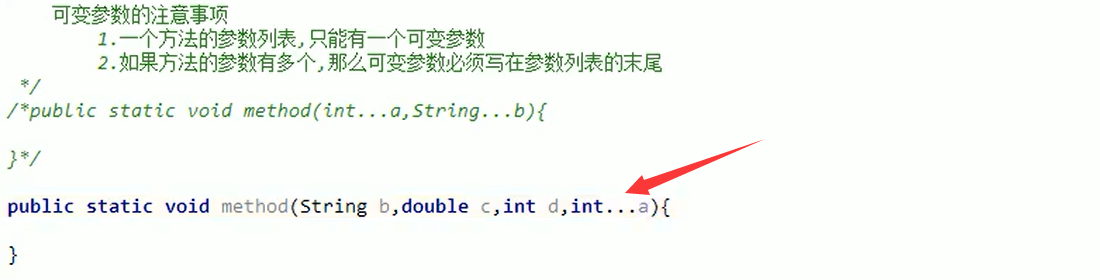 可变参数的注意事项
1.一个方法的参数列表,只能有一个可变参数
2.如果方法的参数有多个,那么可变参数必须写在参数列表的末尾
*/
/*public static void method(int...a,String...b){
}*/
public static void method(String b,double c,int d,int...a){
}